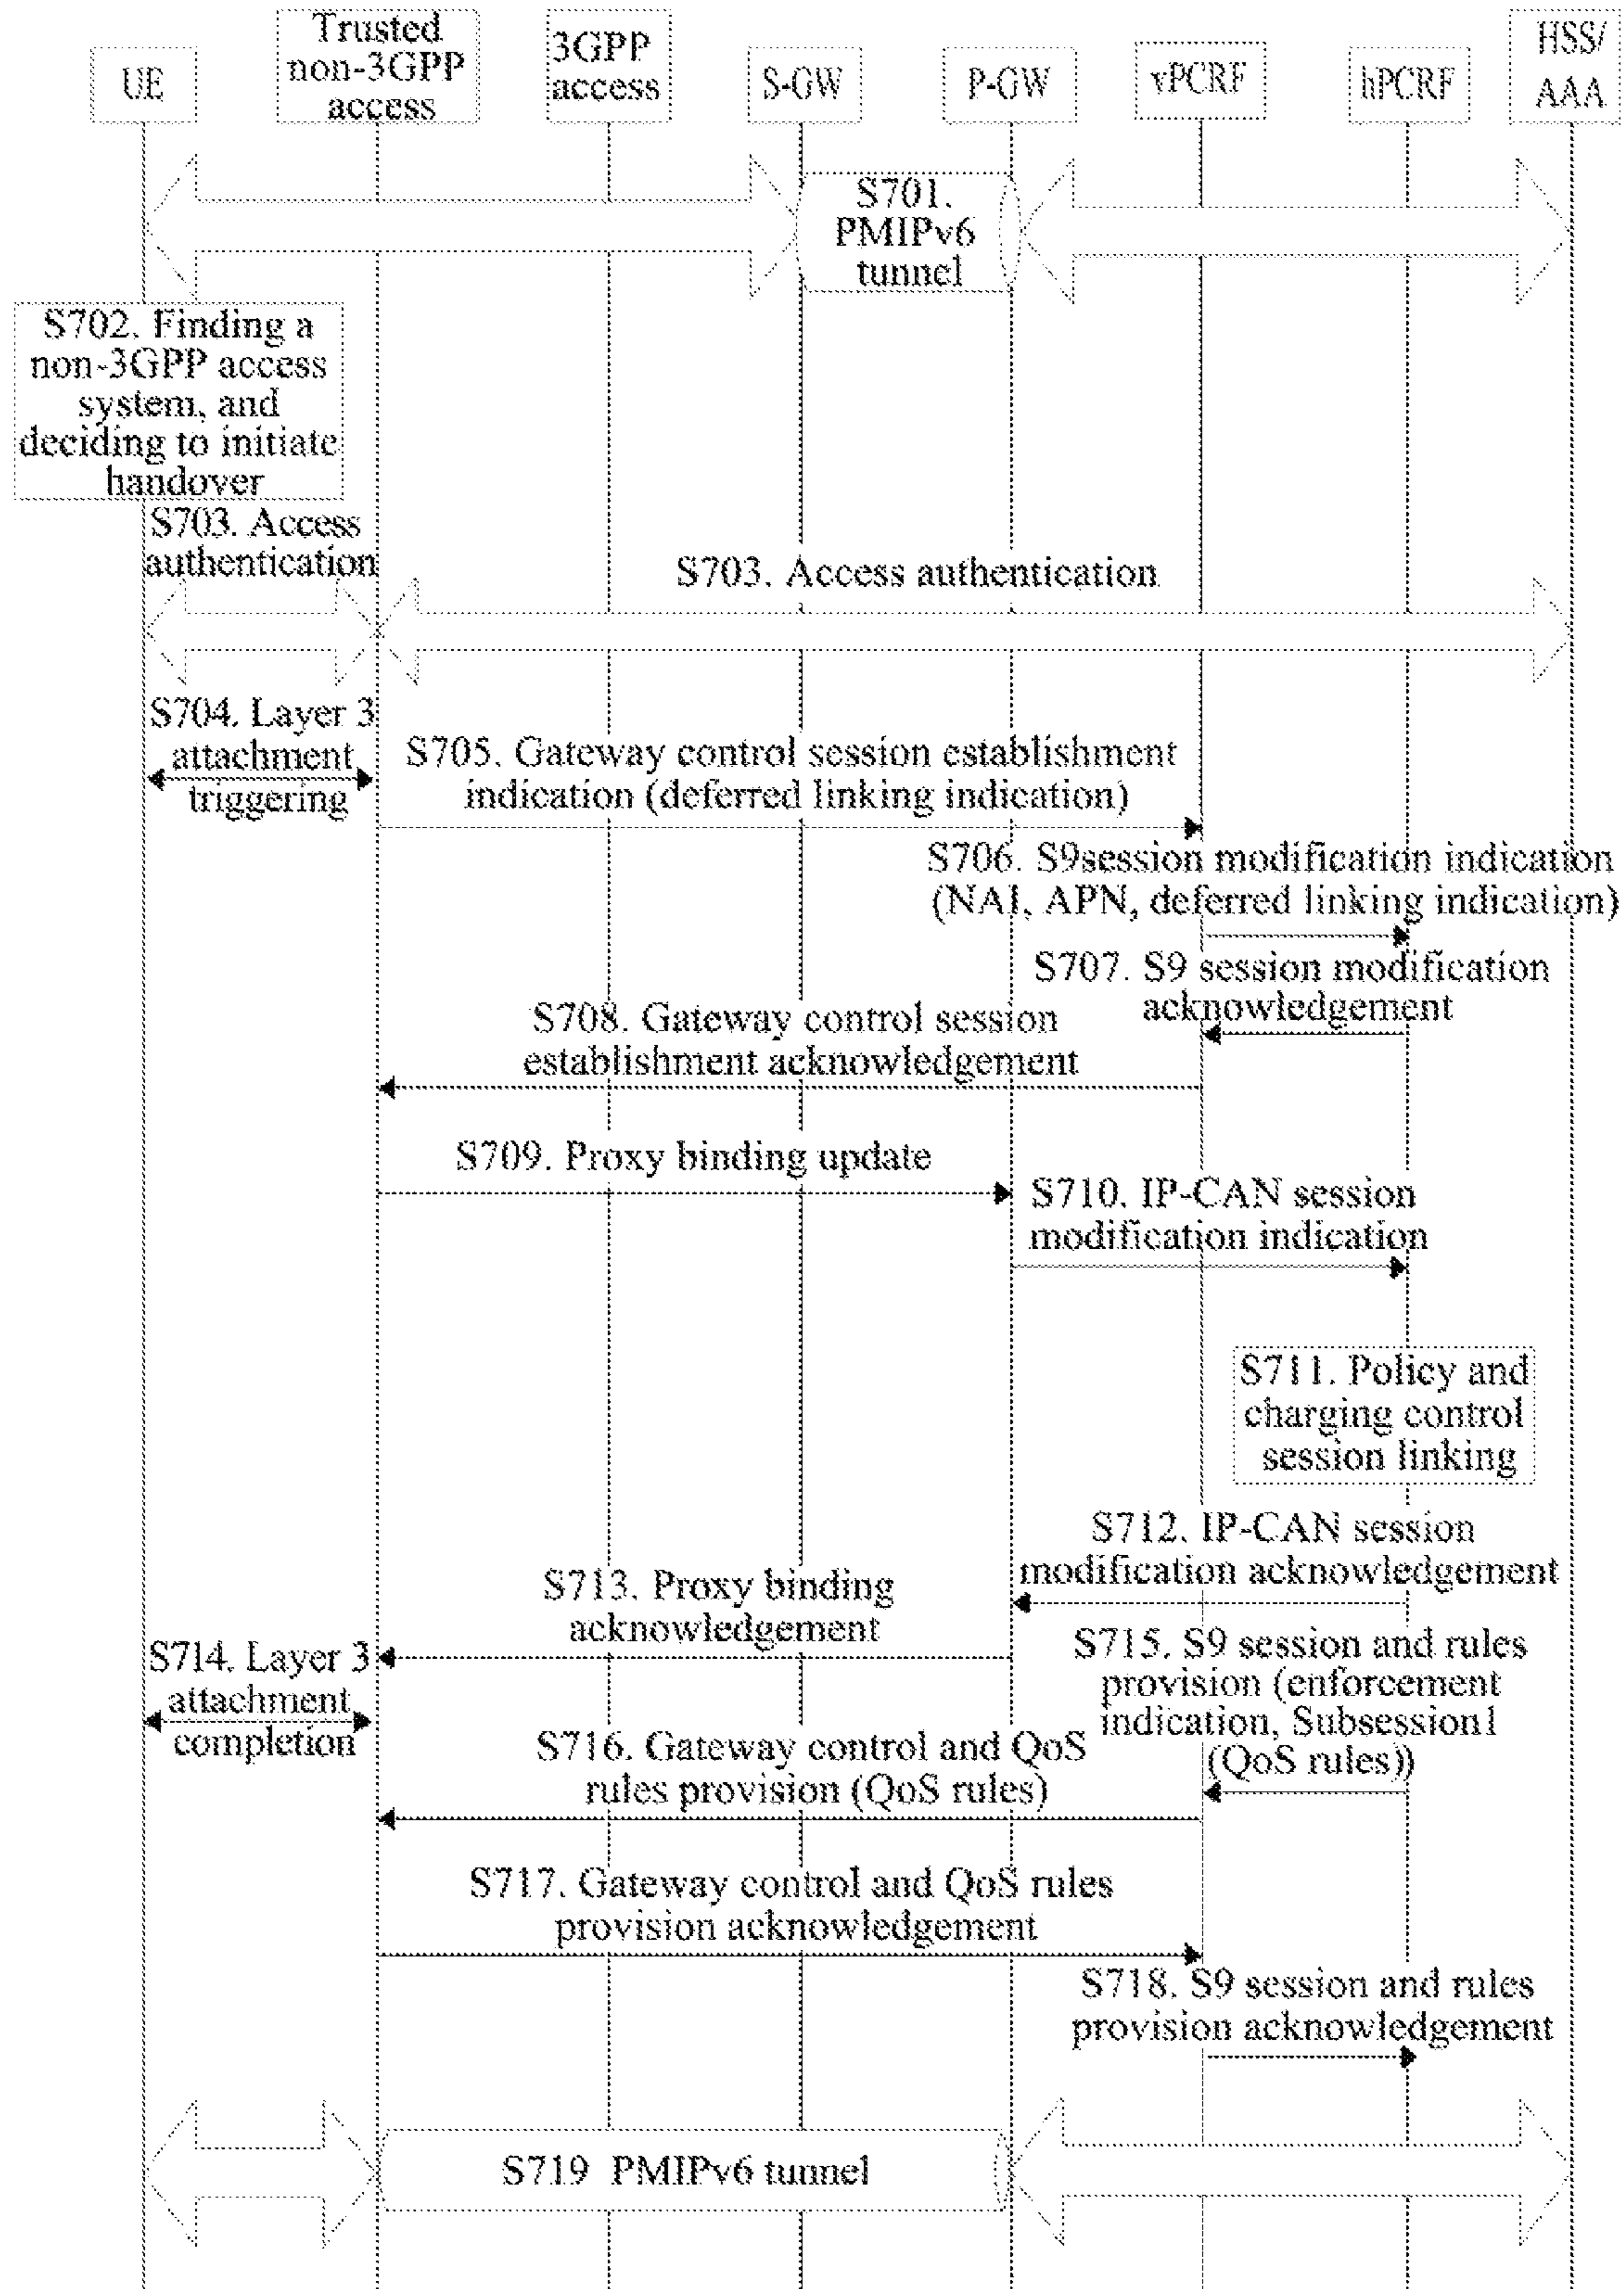 UE
Trusted
non-3GPP
access
3GPP
access
S-GW
P-GW
vPCRF
hPCRF
HSS/
AAA
S701.
PMIPv6
tunnel
S702. Finding a
non-3GPP access
system, and
deciding to initiate
handover
S703. Access
authentication
S703. Access authentication
S704. Layer 3
attachment
triggering
S705. Gateway control session establishment
indication (deferred linking indication)
S706. S9session modification indication
(NAI, APN, deferred linking indication)
S707. S9 session modification
acknowledgement
S708. Gateway control session
establishment acknowledgement
S709. Proxy binding update
S710. IP-CAN session
modification indication
S711. Policy and
charging control
session linking
S712. IP-CAN session
modification acknowledgement
S713. Proxy binding
acknowledgement
S714. Layer 3
attachment
completion
S715. S9 session and rules
provision (enforcement
indication, Subsession1
(QoS rules))
S716. Gateway control and QoS
rules provision (QoS rules)
S717. Gateway control and QoS rules
provision acknowledgement
S718. S9 session and rules
provision acknowledgement
S719 PMIPv6 tunnel